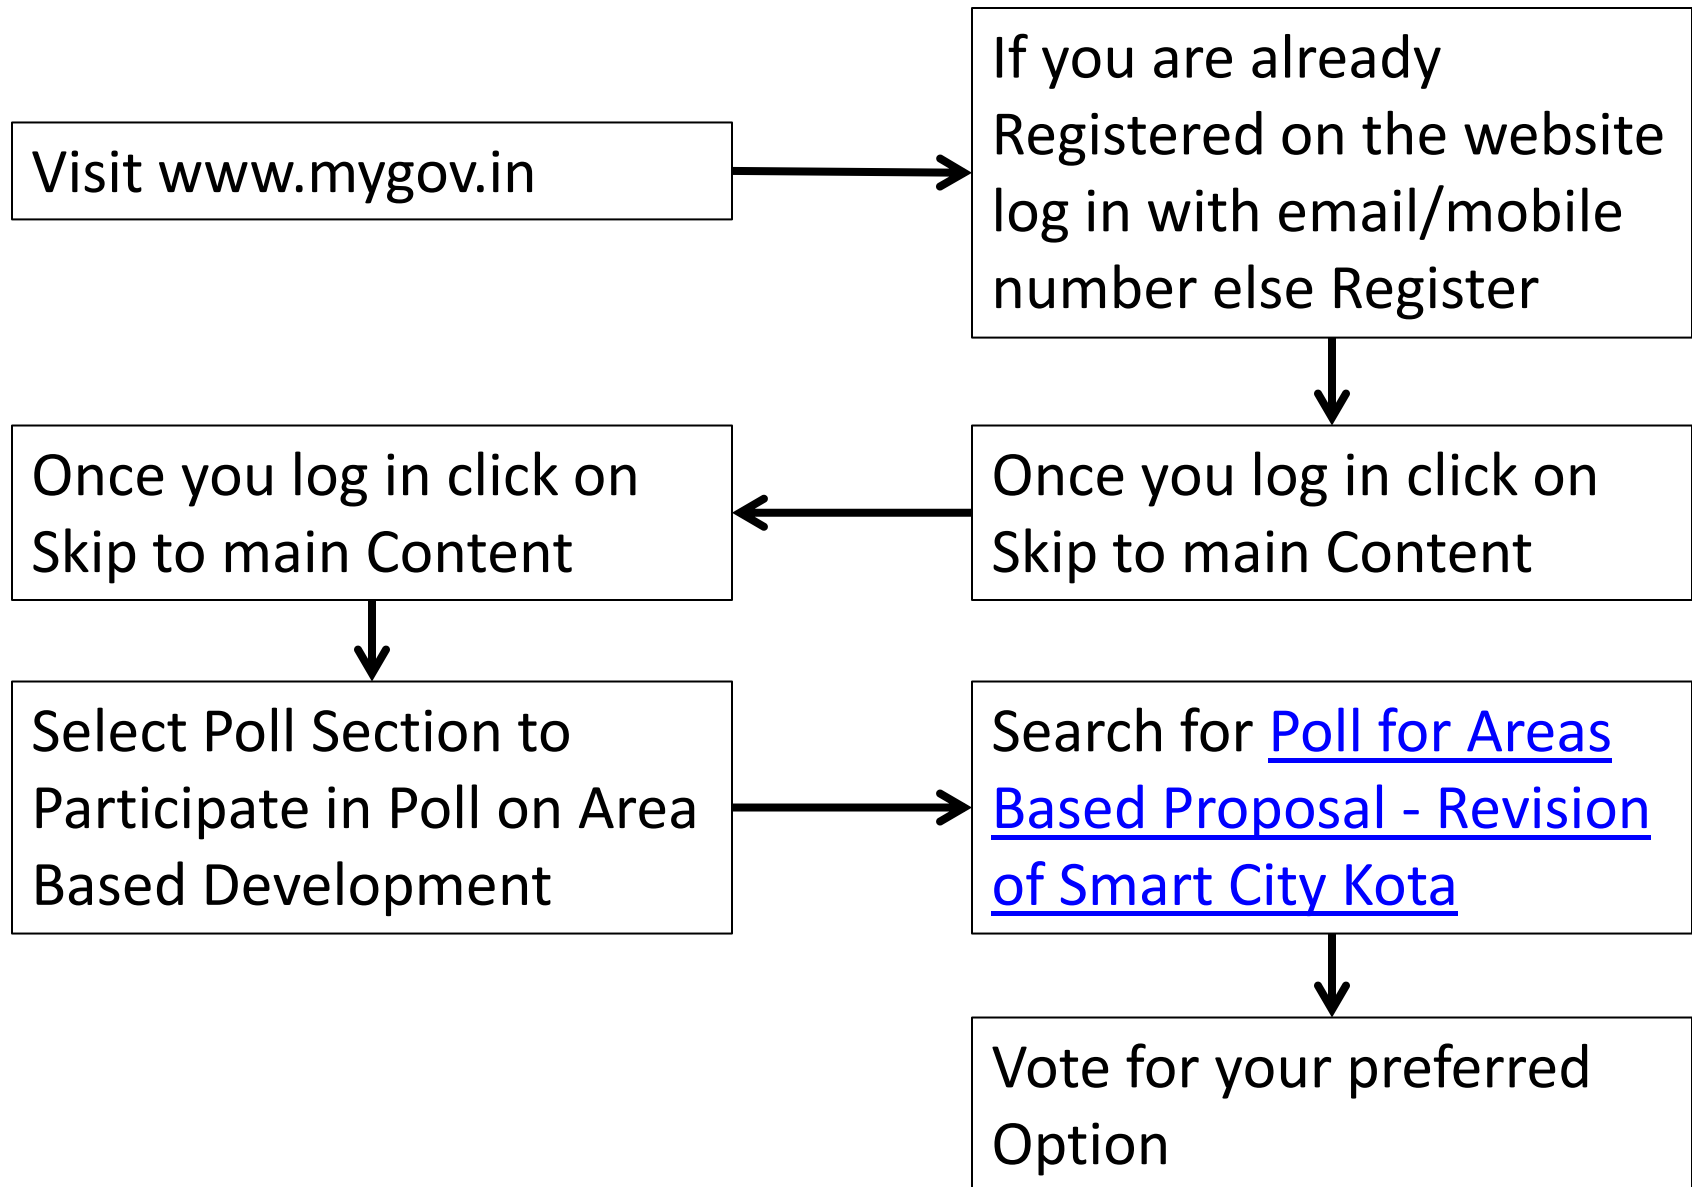 Visit www.mygov.in
If you are already
Registered on the website
log in with email/mobile
number else Register
Once you log in click on
Skip to main Content
Once you log in click on
Skip to main Content
Select Poll Section to
Participate in Poll on Area
Based Development
Search for Poll for Areas
Based Proposal - Revision
of Smart City Kota
Vote for your preferred
Option